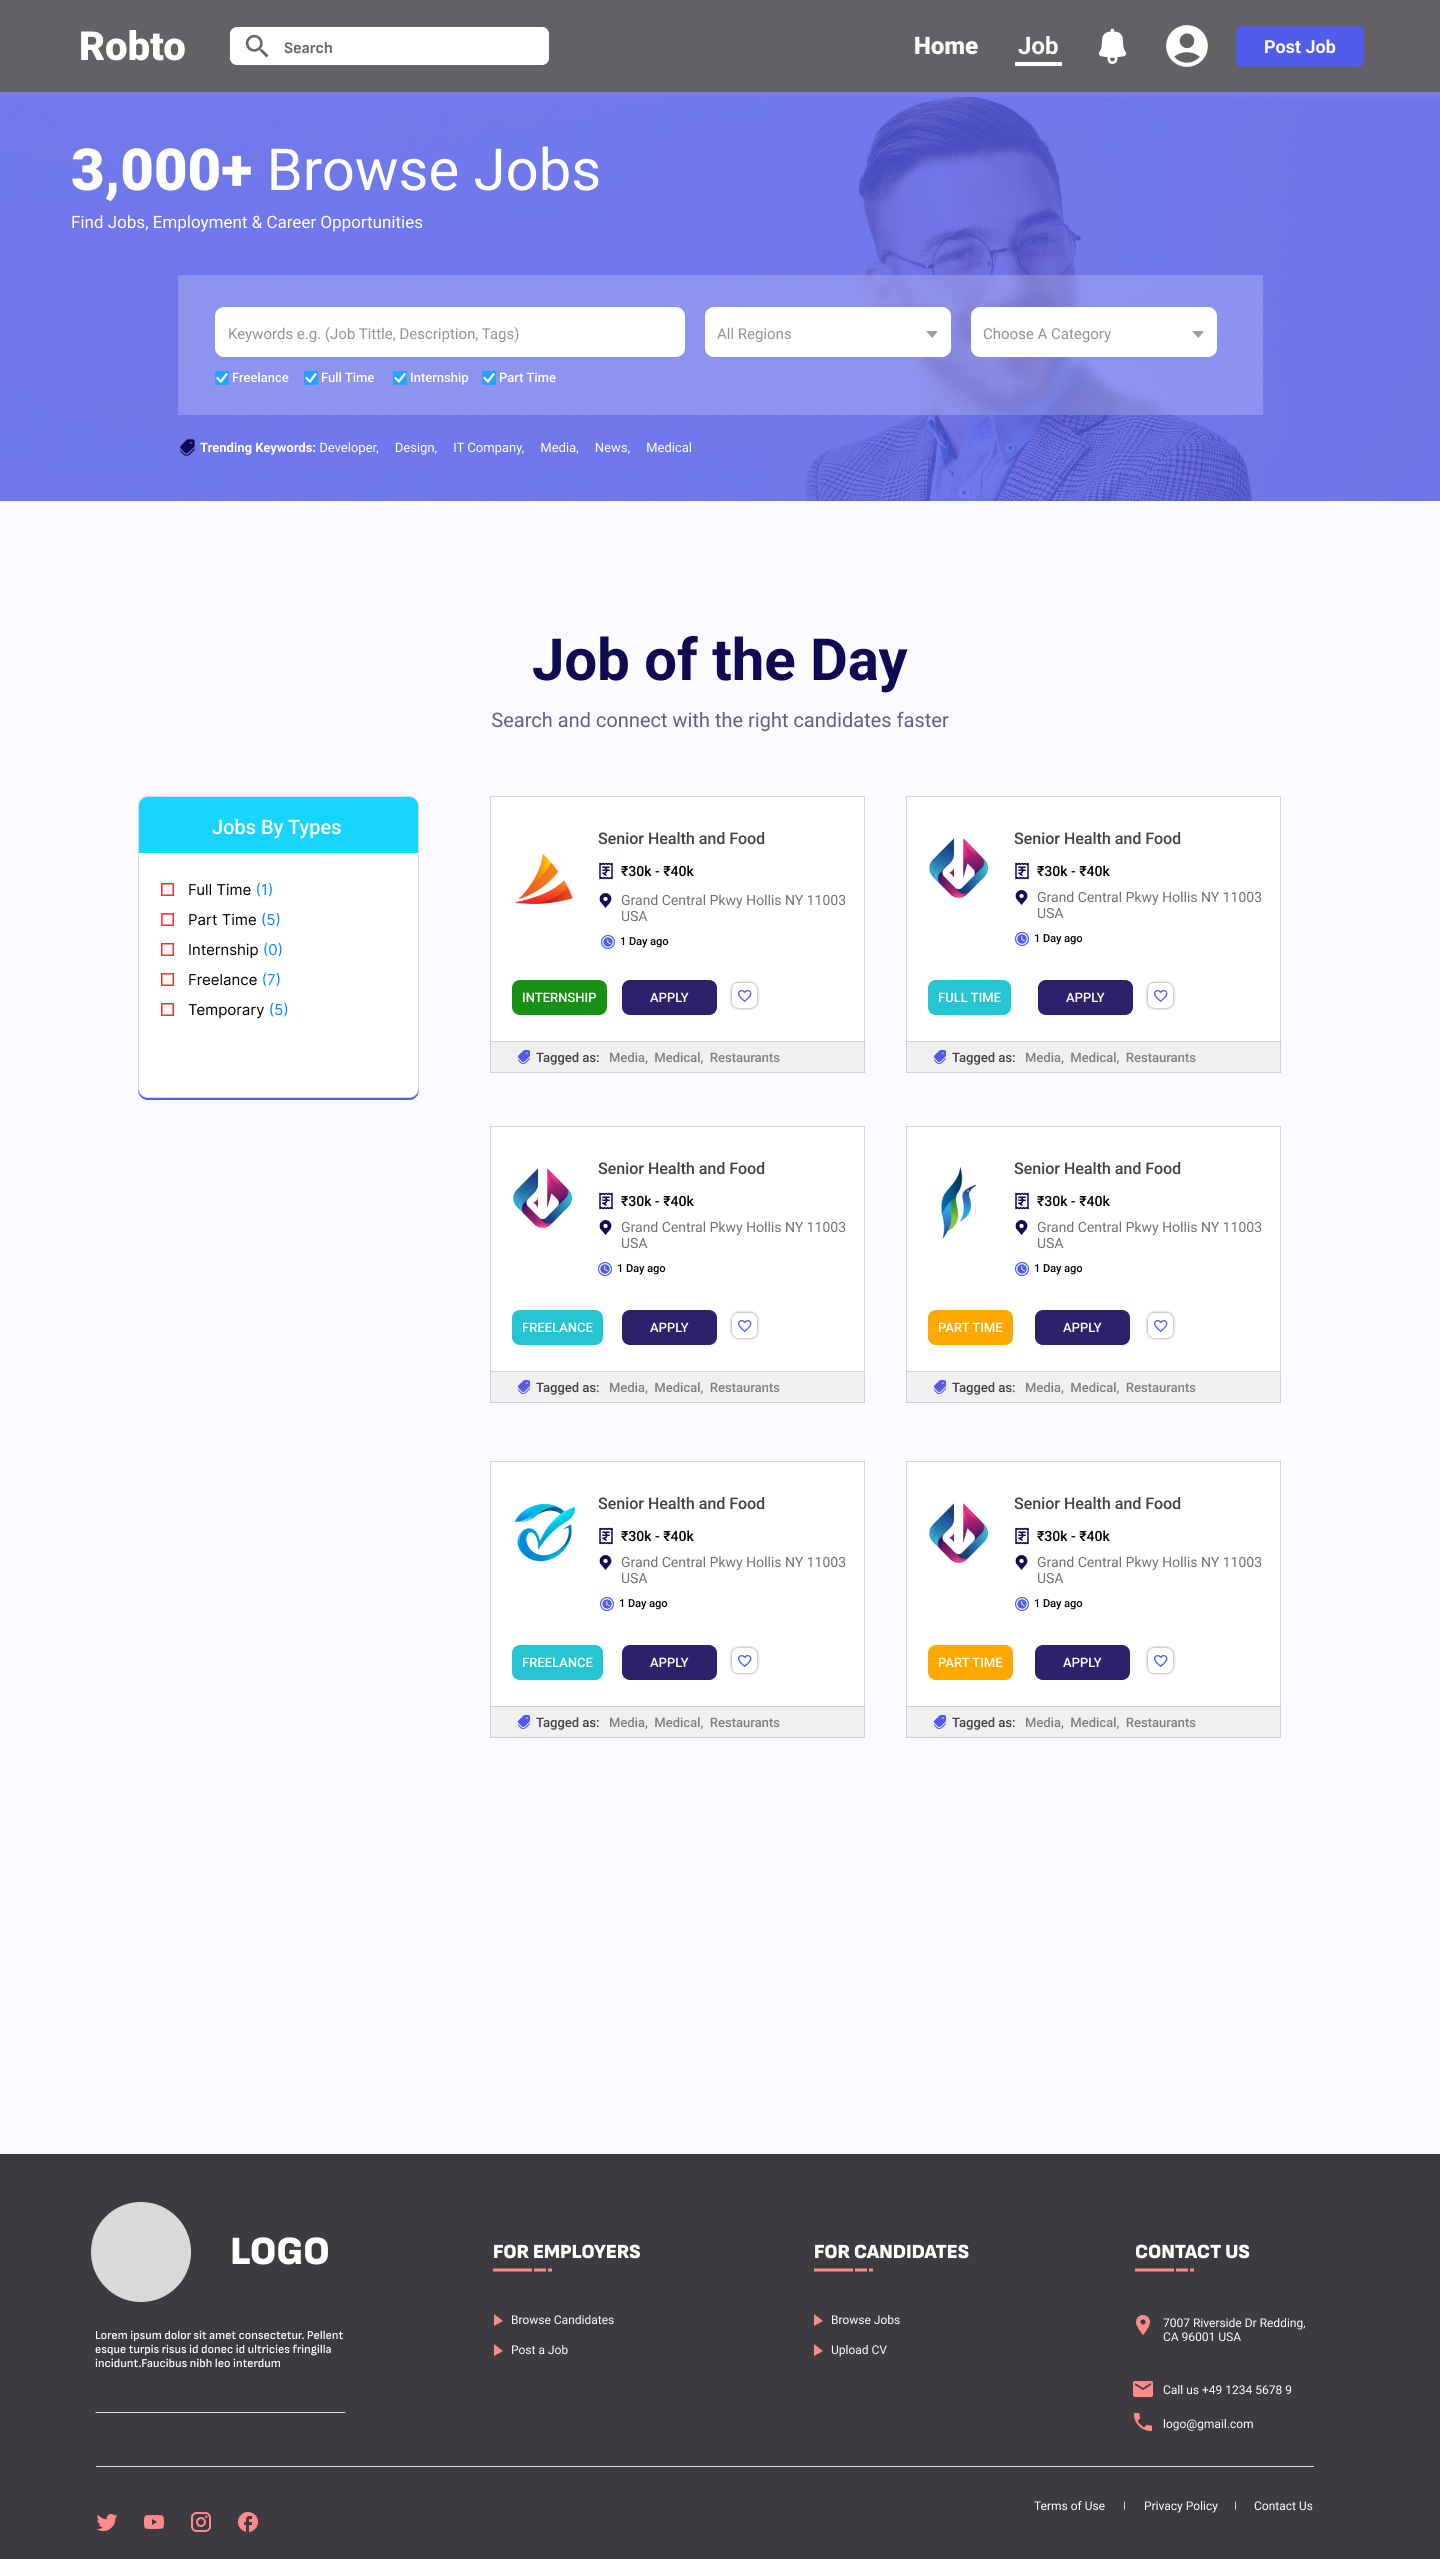 Robto
Search
Home
Job
Post Job
3,000+ Browse Jobs
Find Jobs, Employment & Career Opportunities
Keywords e.g. (Job Tittle, Description, Tags)
All Regions
Choose A Category
Freelance
Full Time
Internship
Part Time
Trending Keywords: Developer, Design, IT Company, Media, News, Medical
Job of the Day
Search and connect with the right candidates faster
Jobs By Types
Full Time (1)
Part Time (5)
Internship (0)
Freelance (7)
Temporary (5)
Senior Health and Food
₹30k - ₹40k
Grand Central Pkwy Hollis NY 11003
USA
1 Day ago
INTERNSHIP
APPLY
Tagged as: Media, Medical, Restaurants
Senior Health and Food
₹30k - ₹40k
Grand Central Pkwy Hollis NY 11003
USA
1 Day ago
FULL TIME
APPLY
Tagged as: Media, Medical, Restaurants
Senior Health and Food
₹30k - ₹40k
Grand Central Pkwy Hollis NY 11003
USA
1 Day ago
FREELANCE
APPLY
Tagged as: Media, Medical, Restaurants
Senior Health and Food
₹30k - ₹40k
Grand Central Pkwy Hollis NY 11003
USA
1 Day ago
PART TIME
APPLY
Tagged as: Media, Medical, Restaurants
Senior Health and Food
₹30k - ₹40k
Grand Central Pkwy Hollis NY 11003
USA
1 Day ago
FREELANCE
APPLY
Tagged as: Media, Medical, Restaurants
Senior Health and Food
₹30k - ₹40k
Grand Central Pkwy Hollis NY 11003
USA
1 Day ago
PART TIME
APPLY
Tagged as: Media, Medical, Restaurants
LOGO
Lorem ipsum dolor sit amet consectetur. Pellent
esque turpis risus id donec id ultricies fringilla
incidunt.Faucibus nibh leo interdum
FOR EMPLOYERS
Browse Candidates
Post a Job
FOR CANDIDATES
Browse Jobs
Upload CV
CONTACT US
7007 Riverside Dr Redding,
CA 96001 USA
Call us +49 1234 5678 9
logo@gmail.com
Terms of Use | Privacy Policy | Contact Us